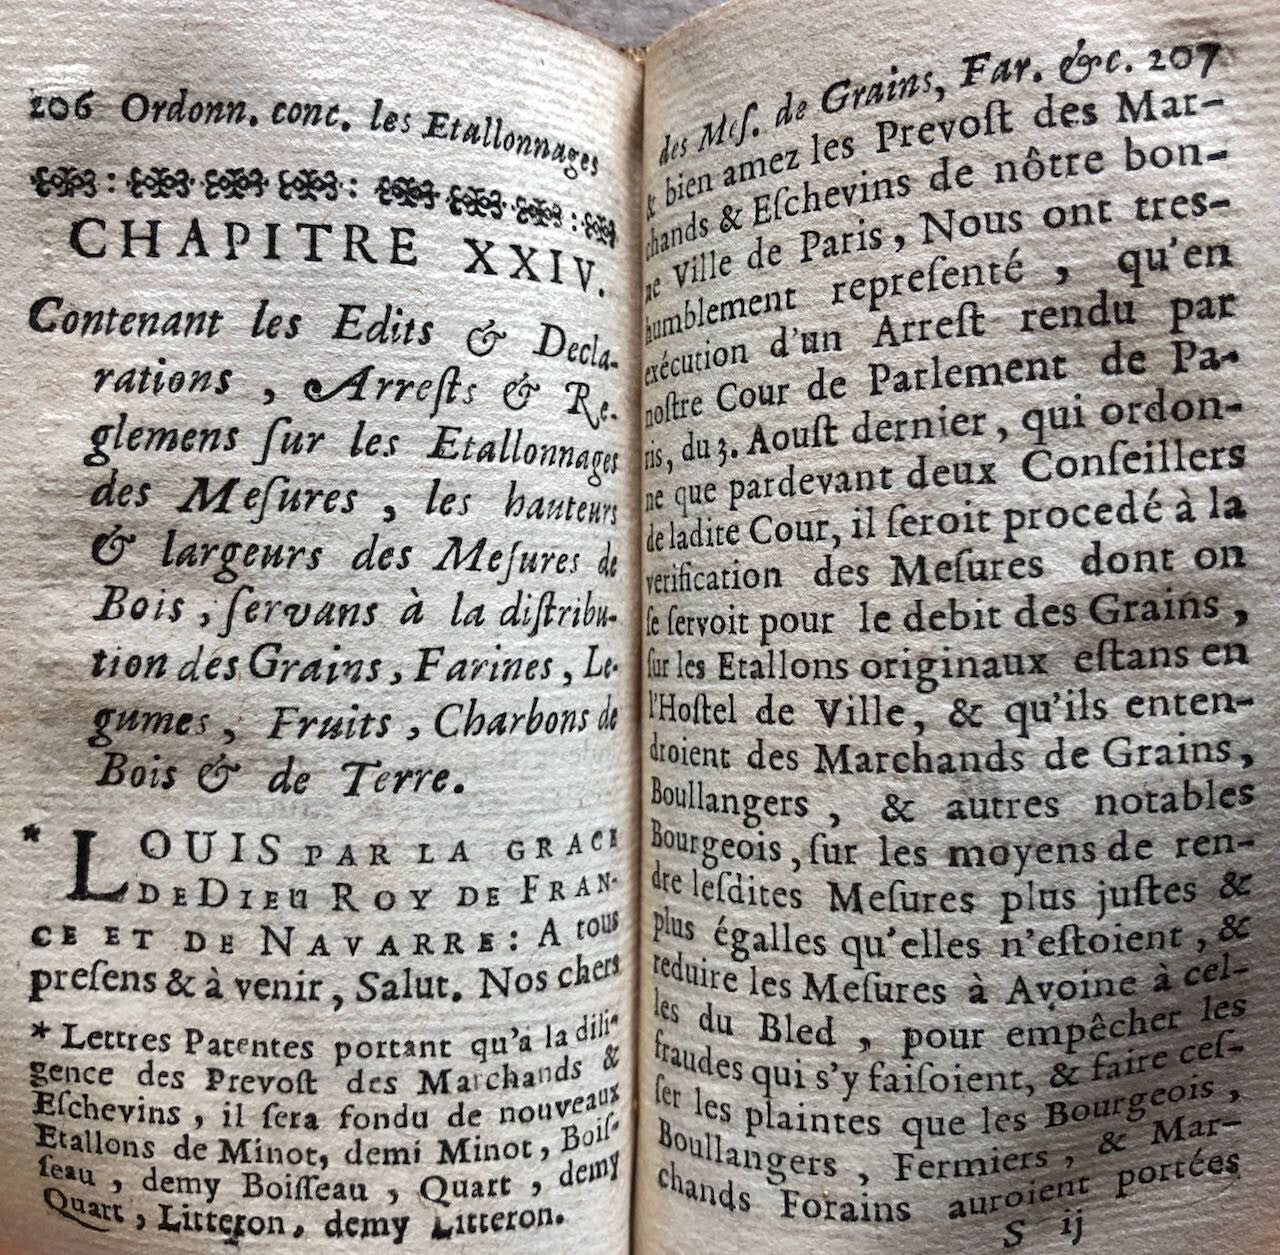 206 Ordonn. conc. les Etallonnages
CHAPITRE XXIV.
Contenant les Edits & Decla-
rations , Arreſts & Re-
glemens ſur les Etallonnages
des Meſures , les hauteurs
& largeurs des Meſures de
Bois , ſervans à la diſtribu-
tion des Grains , Farines , Le-
gumes , Fruits , Charbons de
Bois & de Terre.
* LOUIS PAR LA GRACE
DE DIEU ROY DE FRAN-
CE ET DE NAVARRE : A tous
preſens & à venir , Salut. Nos chers
* Lettres Patentes portant qu'à la dili-
gence des Prevoſt des Marchands &
Eſchevins , il ſera fondu de nouveaux
Etallons de Minot, demi Minot, Boiſ-
ſeau , demy Boiſſeau , Quart , demy
Quart , Litteron, demy Litteron.
des Meſ. de Grains, Far. &c. 207
& bien amez les Prevoſt des Mar-
chands & Eſchevins de nôtre bon-
ne Ville de Paris , Nous ont tres-
humblement repreſenté , qu'en
exécution d'un Arreſt rendu par
noſtre Cour de Parlement de Pa-
ris, du 3. Aouſt dernier , qui ordon-
ne que pardevant deux Conſeillers
de ladite Cour, il ſeroit procedé à la
verification des Meſures dont on
ſe ſervoit pour le debit des Grains ,
ſur les Etallons originaux eſtans en
l'Hoſtel de Ville, & qu'ils enten-
droient des Marchands de Grains,
Boullangers , & autres notables
Bourgeois , ſur les moyens de ren-
dre leſdites Meſures plus juſtes &
plus égalles qu'elles n'eſtoient , &
reduire les Meſures à Avoine à cel-
les du Bled , pour empêcher les
fraudes qui s'y faiſoient, & faire ceſ-
ſer les plaintes que les Bourgeois ,
Boullangers , Fermiers , & Mar-
chands Forains auroient portées
S ij